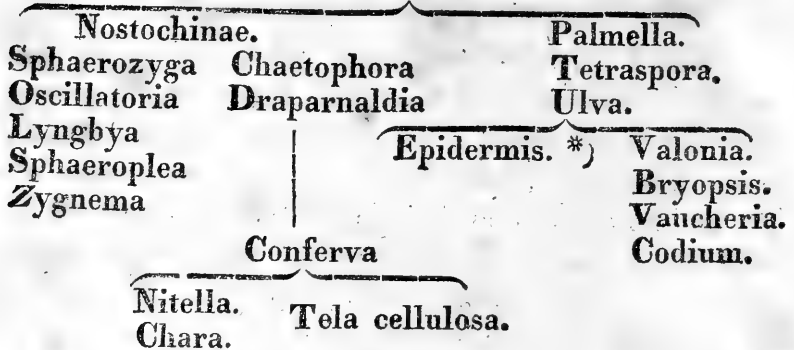 Nostochinae. Palmella.
Sphaerozyga Chaetophora Tetraspora.
Oscillatoria Draparnaldia Ulva.
Lyngbya
Sphaeroplea Epidermis. *) Valonia.
Zygnema Bryopsis.
Vaucheria.
Conferva Codium.
Nitella.
Chara. Tela cellulosa.